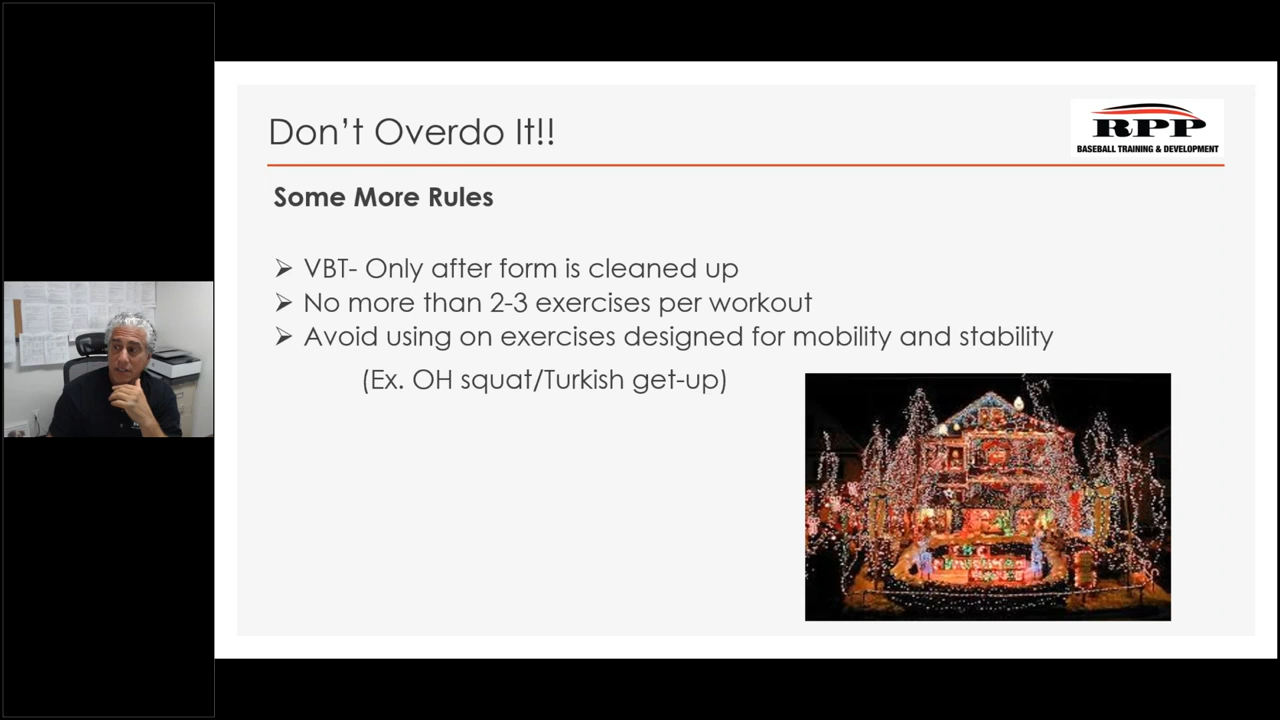 Don't Overdo It!!
RPP
BASEBALL TRAINING & DEVELOPMENT
Some More Rules
➢ VBT- Only after form is cleaned up
➢ No more than 2-3 exercises per workout
➢ Avoid using on exercises designed for mobility and stability
(Ex. OH squat/Turkish get-up)